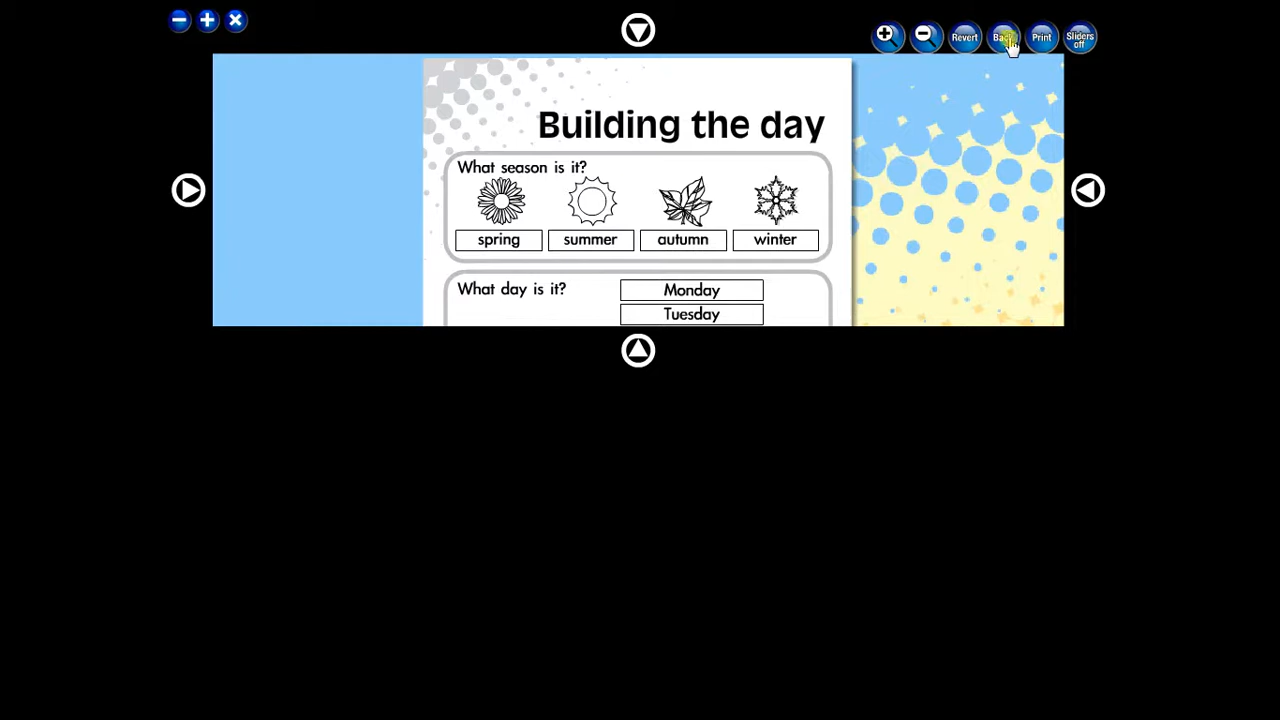 Revert Back Print Sliders off
Building the day
What season is it?
spring summer autumn winter
What day is it? Monday
Tuesday